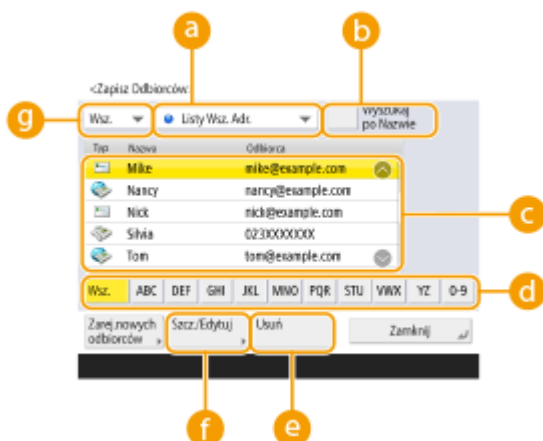 a
b
<Zapisz Odbiorców:
g
Wsz.
Listy Wsz. Adr.
Wyszukaj
po Nazwie
Typ Nazwa Odbiorca
Mike mike@example.com
Nancy nancy@example.com
Nick nick@example.com
c
Silvia 023XXXXXXX
Tom tom@example.com
Wsz. ABC DEF GHI JKL MNO PQR STU VWX YZ 0-9
d
Zarej.nowych
odbiorców
Szcz./Edytuj
Usuń
Zamknij
f
e